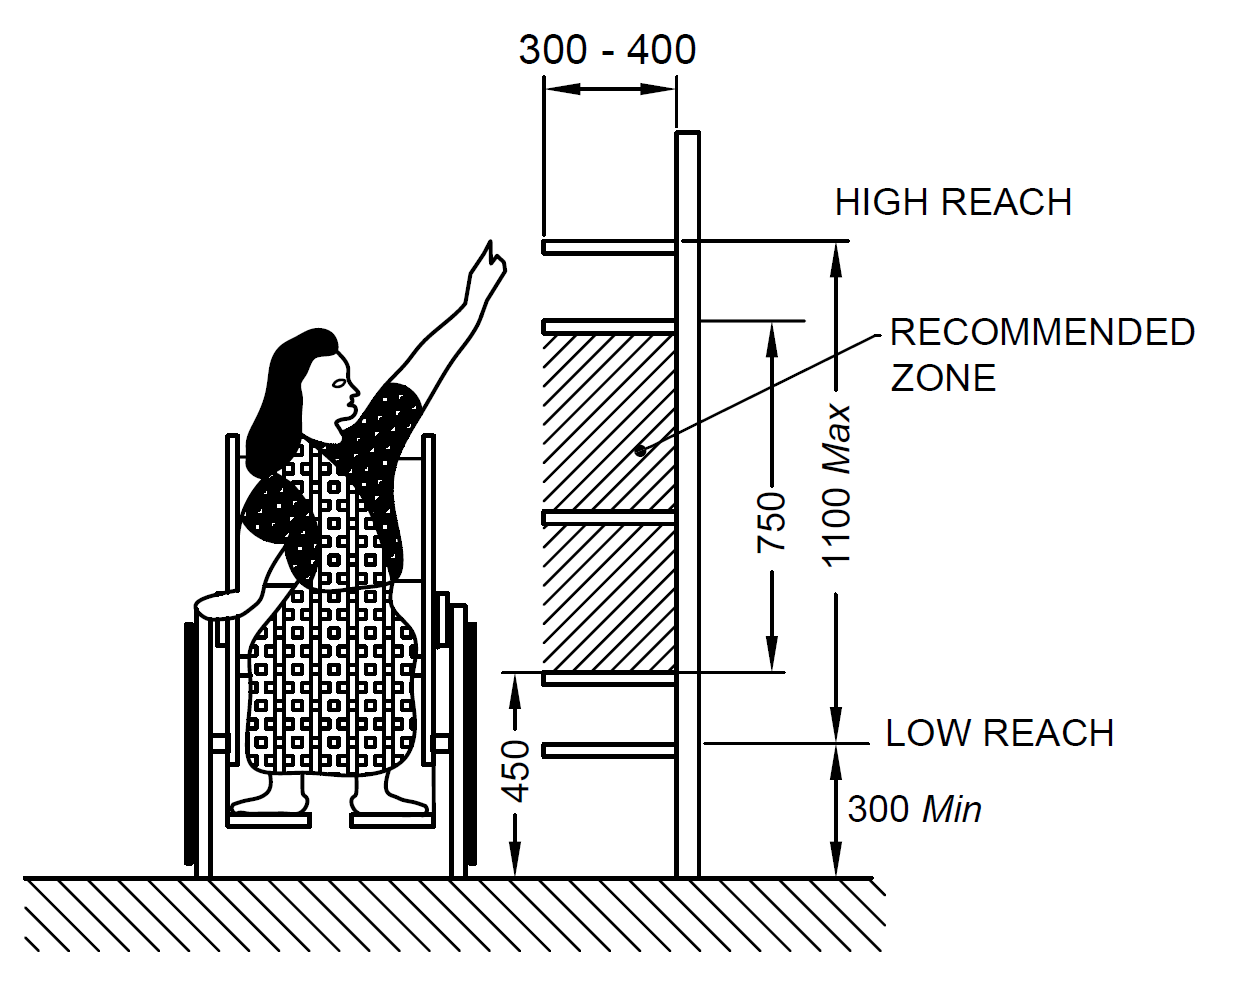 300 - 400
HIGH REACH
RECOMMENDED
ZONE
1100 Max
750
LOW REACH
450
300 Min